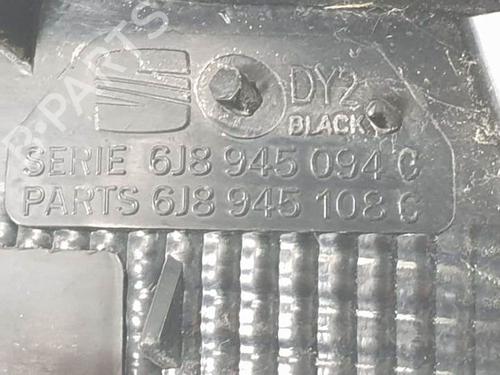 DY2
BLACK
SERIE 6J8 945 094 C
PARTS 6J8 945 108 C
B-PARTS